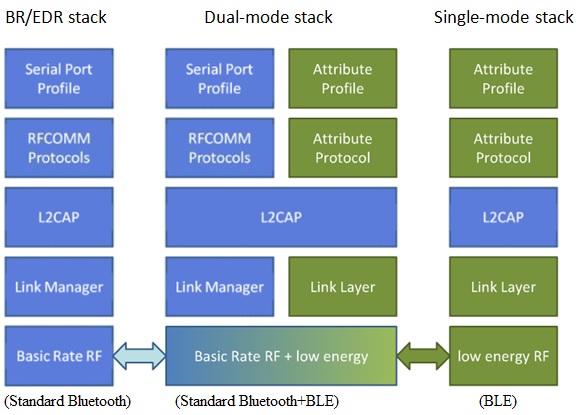 BR/EDR stack
Dual-mode stack
Single-mode stack
Serial Port
Profile
Serial Port
Profile
Attribute
Profile
Attribute
Profile
RFCOMM
Protocols
RFCOMM
Protocols
Attribute
Protocol
Attribute
Protocol
L2CAP
L2CAP
L2CAP
Link Manager
Link Manager
Link Layer
Link Layer
Basic Rate RF
Basic Rate RF + low energy
low energy RF
(Standard Bluetooth)
(Standard Bluetooth+BLE)
(BLE)